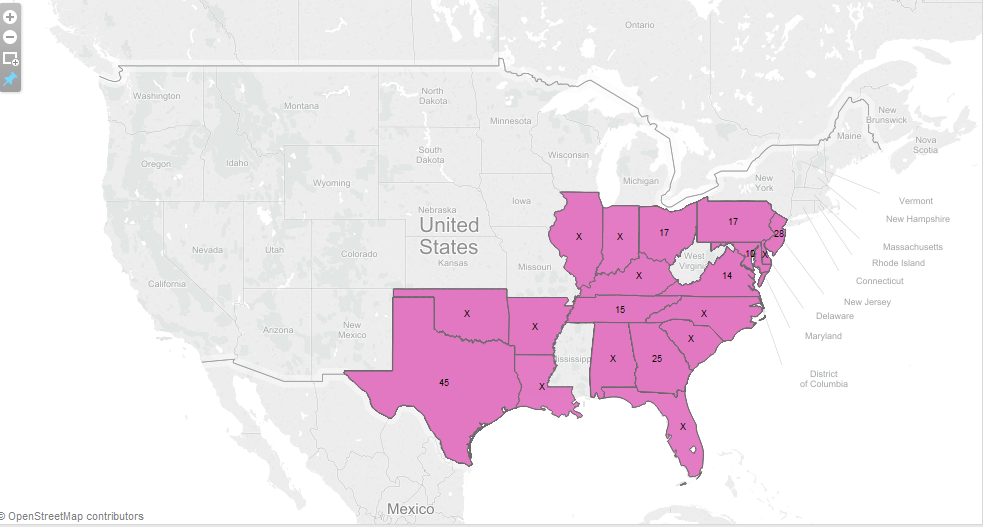 Ontario
Washington
Montana
North
Dakota
Minnesota
New
Brunswick
Maine
Nova
Scotia
Oregon
Idaho
South
Dakota
Wisconsin
Michigan
Wyoming
New
York
Vermont
Iowa
New Hampshire
Nebraska
United
States
17
28
X
X
17
Nevada
Utah
Colorado
Kansas
Missouri
West
Virgin
19
X
Massachusetts
Rhode Island
California
X
14
Connecticut
New Jersey
Delaware
Maryland
Arizona
New
Mexico
X
X
15
X
X
ississipp
X
25
45
X
District
of Columbia
X
Mexico
© OpenStreetMap contributors